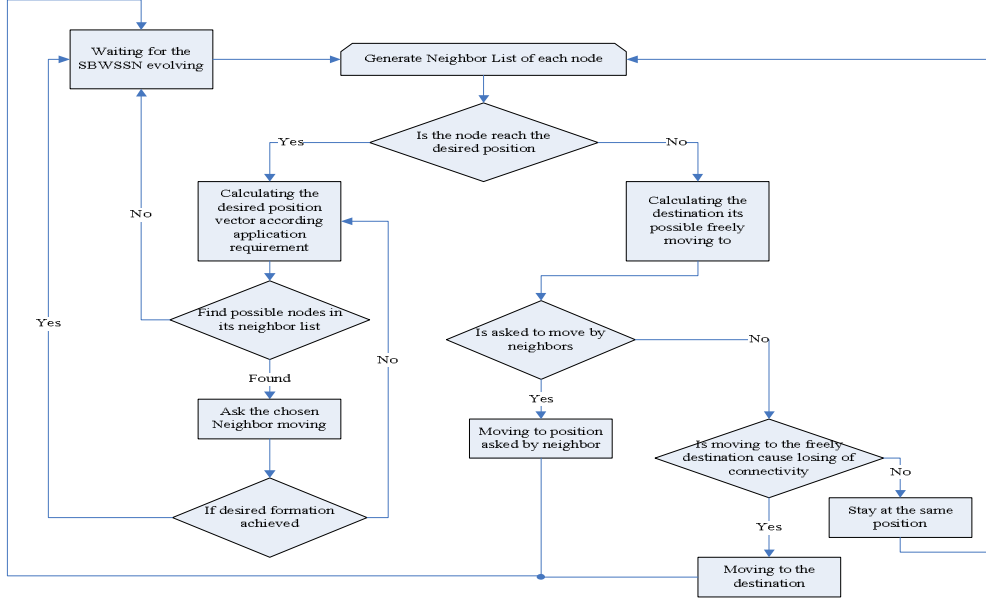 Waiting for the
SBWSSN evolving
Generate Neighbor List of each node
Is the node reach the
desired position
Yes
No
Calculating the
desired position
vector according
application
requirement
Calculating the
destination its
possible freely
moving to
No
Find possible nodes in
its neighbor list
Yes
Is asked to move by
neighbors
No
No
Found
Yes
Ask the chosen
Neighbor moving
Moving to position
asked by neighbor
Is moving to the freely
destination cause losing of
connectivity
No
If desired formation
achieved
Stay at the same
position
Yes
Moving to the
destination